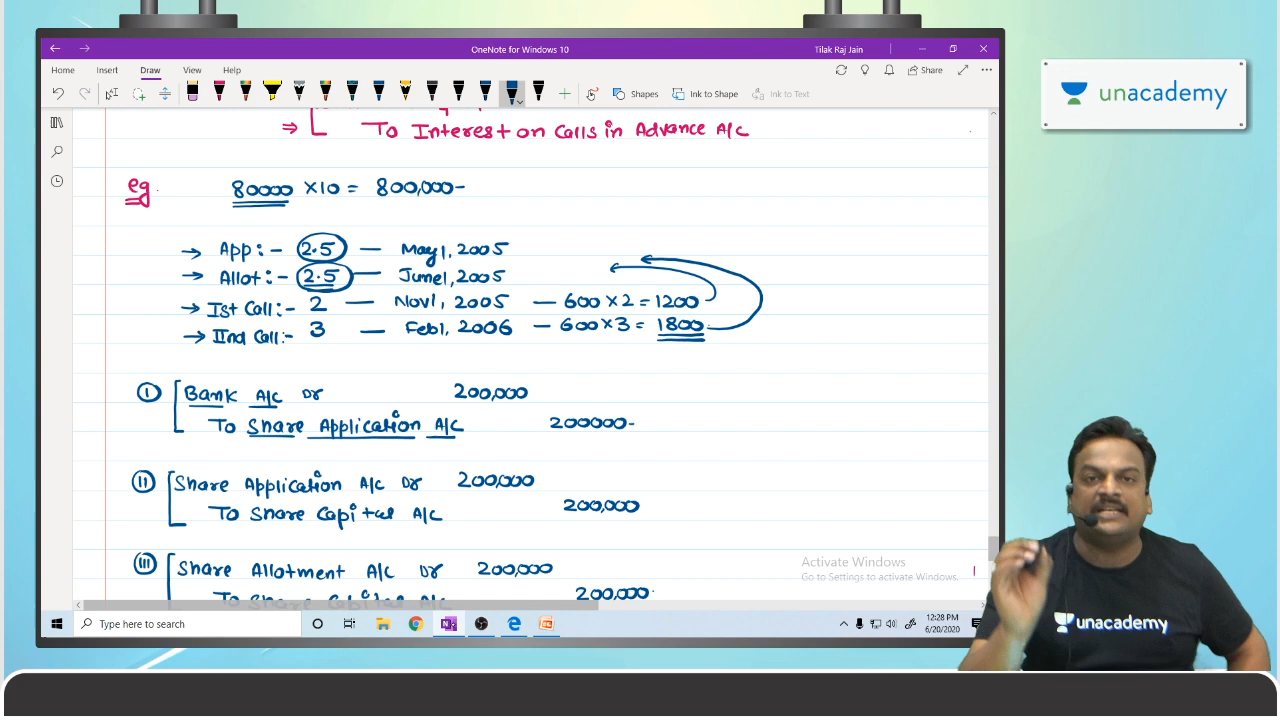 OneNote for Windows 10
Tilak Raj Jain
Home Insert Draw View Help
Share
Shapes Ink to Shape Ink to Text
To Interest on Calls in Advance A/C
unacademy
eg. 80000 ×10 = 800,000-
→ App :- 2.5 — May 1, 2005
→ Allot :- 2.5 — June 1, 2005
→ Ist Call :- 2 — Nov 1, 2005 — 600 × 2 = 1200
→ IInd Call :- 3 — Feb 1, 2006 — 600 × 3 = 1800
I Bank A/C Dr 200,000
To Share Application A/C 200000-
II Share Application A/C Dr 200,000
To Share Capital A/C 200,000
III Share Allotment A/C Dr 200,000
To Share Capital A/C 200,000
Activate Windows
Go to Settings to activate Windows.
Type here to search
12:28 PM
6/20/2020
unacademy